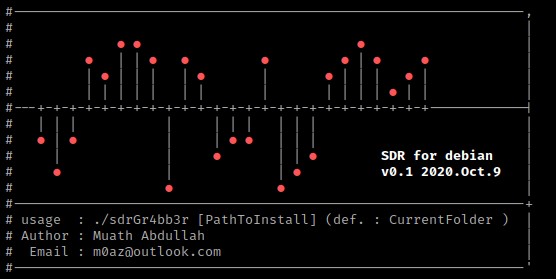 SDR for debian
v0.1 2020.Oct.9
# usage  : ./sdrGr4bb3r [PathToInstall] (def. : CurrentFolder )
# Author : Muath Abdullah
#  Email : m0az@outlook.com